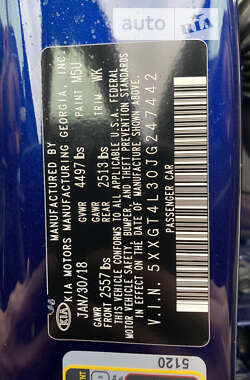 auto
RIA
MANUFACTURED BY
KIA MOTORS MANUFACTURING GEORGIA, INC.
JAN/30/18 PAINT M5U
GVWR 4497 lbs TRIM WK
GAWR FRONT 2557 lbs GAWR REAR 2513 lbs
THIS VEHICLE CONFORMS TO ALL APPLICABLE U.S.A. FEDERAL
MOTOR VEHICLE SAFETY, BUMPER, AND THEFT PREVENTION STANDARDS
IN EFFECT ON THE DATE OF MANUFACTURE SHOWN ABOVE.
V.I.N. 5XXGT4L30JG247442
PASSENGER CAR
KIA
5120